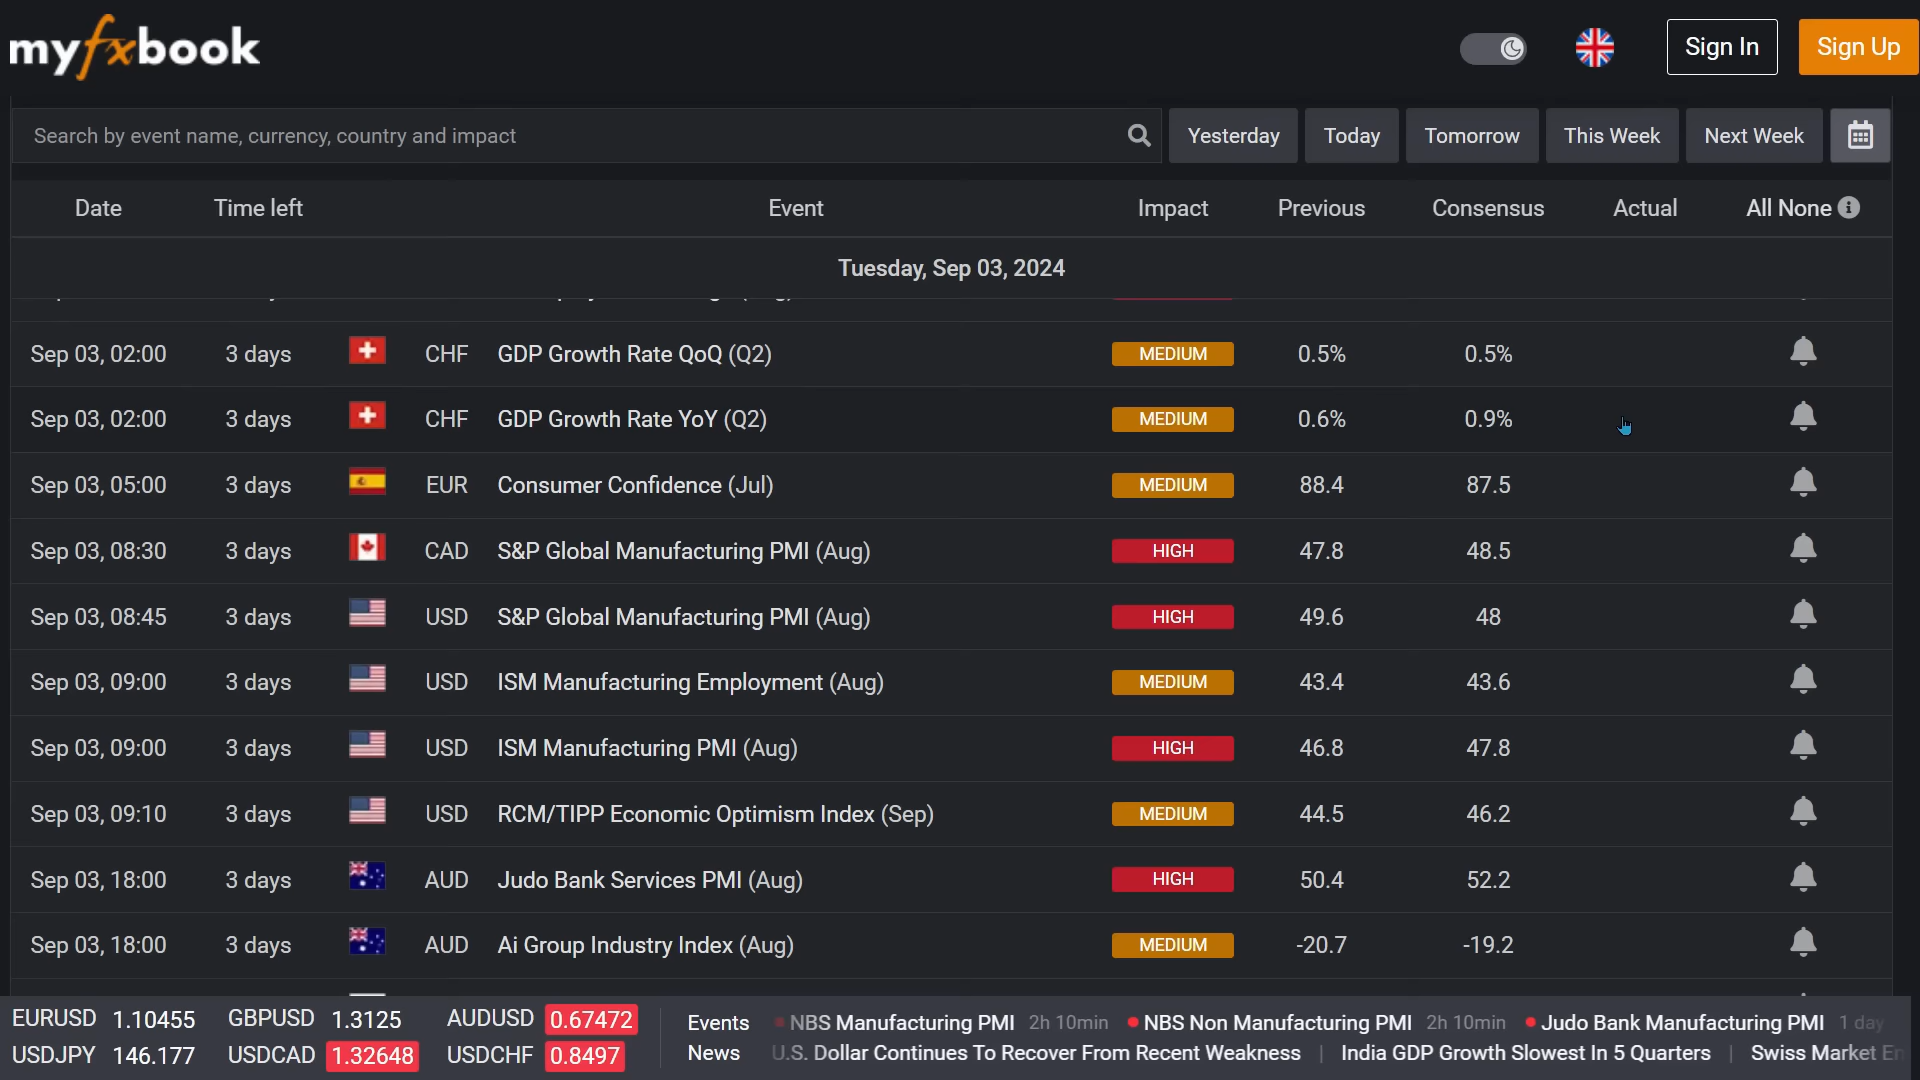 myfxbook
Sign In
Sign Up
Search by event name, currency, country and impact
Yesterday
Today
Tomorrow
This Week
Next Week
Date Time left Event Impact Previous Consensus Actual All None
Tuesday, Sep 03, 2024
Sep 03, 02:00 3 days CHF GDP Growth Rate QoQ (Q2) MEDIUM 0.5% 0.5%
Sep 03, 02:00 3 days CHF GDP Growth Rate YoY (Q2) MEDIUM 0.6% 0.9%
Sep 03, 05:00 3 days EUR Consumer Confidence (Jul) MEDIUM 88.4 87.5
Sep 03, 08:30 3 days CAD S&P Global Manufacturing PMI (Aug) HIGH 47.8 48.5
Sep 03, 08:45 3 days USD S&P Global Manufacturing PMI (Aug) HIGH 49.6 48
Sep 03, 09:00 3 days USD ISM Manufacturing Employment (Aug) MEDIUM 43.4 43.6
Sep 03, 09:00 3 days USD ISM Manufacturing PMI (Aug) HIGH 46.8 47.8
Sep 03, 09:10 3 days USD RCM/TIPP Economic Optimism Index (Sep) MEDIUM 44.5 46.2
Sep 03, 18:00 3 days AUD Judo Bank Services PMI (Aug) HIGH 50.4 52.2
Sep 03, 18:00 3 days AUD Ai Group Industry Index (Aug) MEDIUM -20.7 -19.2
EURUSD 1.10455 GBPUSD 1.3125 AUDUSD 0.67472
USDJPY 146.177 USDCAD 1.32648 USDCHF 0.8497
Events NBS Manufacturing PMI 2h 10min NBS Non Manufacturing PMI 2h 10min Judo Bank Manufacturing PMI 1 day
News U.S. Dollar Continues To Recover From Recent Weakness | India GDP Growth Slowest In 5 Quarters | Swiss Market